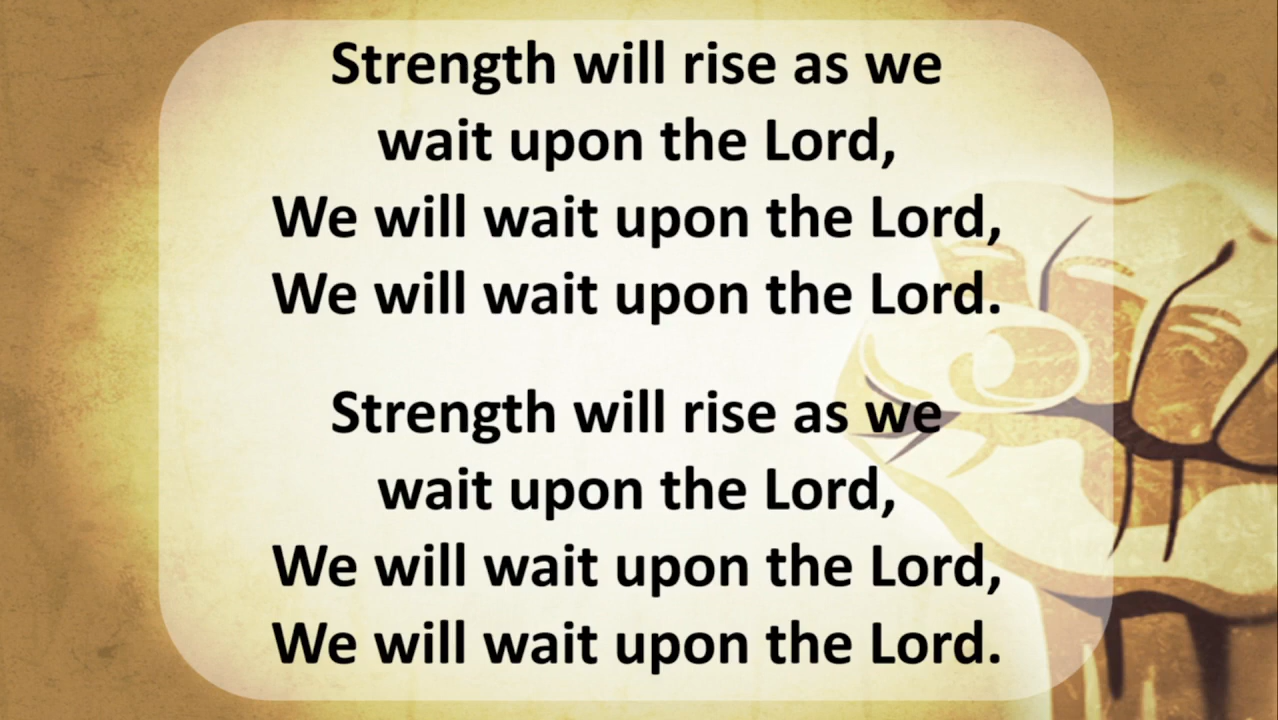 Strength will rise as we
wait upon the Lord,
We will wait upon the Lord,
We will wait upon the Lord.
Strength will rise as we
wait upon the Lord,
We will wait upon the Lord,
We will wait upon the Lord.